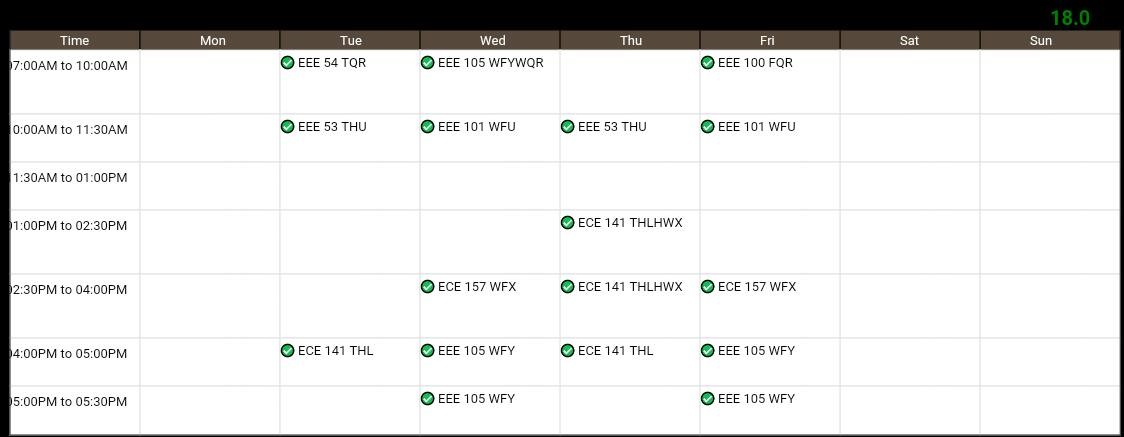 18.0
Time Mon Tue Wed Thu Fri Sat Sun
7:00AM to 10:00AM EEE 54 TQR EEE 105 WFYWQR EEE 100 FQR
0:00AM to 11:30AM EEE 53 THU EEE 101 WFU EEE 53 THU EEE 101 WFU
1:30AM to 01:00PM
01:00PM to 02:30PM ECE 141 THLHWX
02:30PM to 04:00PM ECE 157 WFX ECE 141 THLHWX ECE 157 WFX
04:00PM to 05:00PM ECE 141 THL EEE 105 WFY ECE 141 THL EEE 105 WFY
05:00PM to 05:30PM EEE 105 WFY EEE 105 WFY